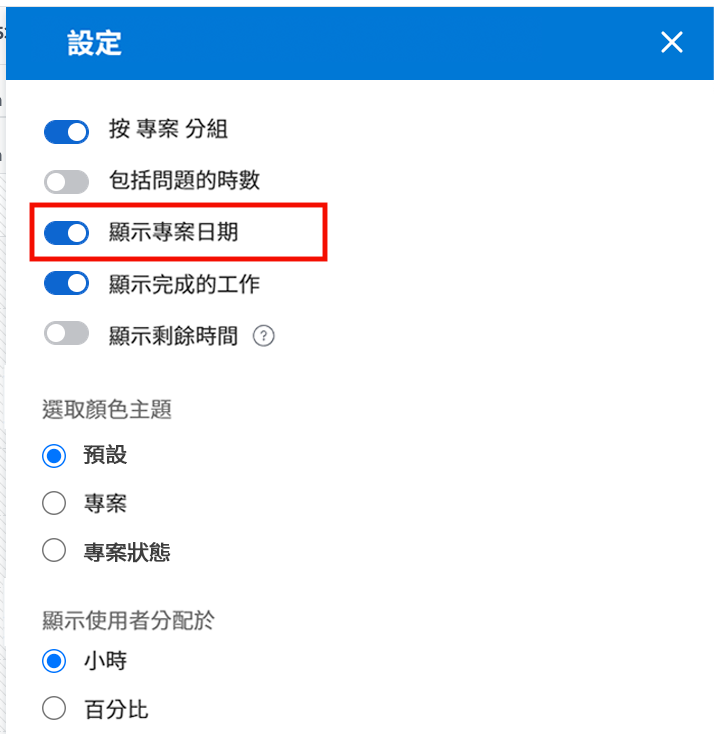 設定
按 專案 分組
包括問題的時數
顯示專案日期
顯示完成的工作
顯示剩餘時間 ?
選取顏色主題
預設
專案
專案狀態
顯示使用者分配於
小時
百分比